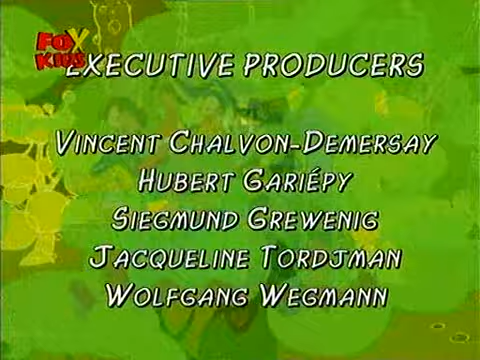 FOX
KIDS
EXECUTIVE PRODUCERS
VINCENT CHALVON-DEMERSAY
HUBERT GARIÉPY
SIEGMUND GREWENIG
JACQUELINE TORDJMAN
WOLFGANG WEGMANN